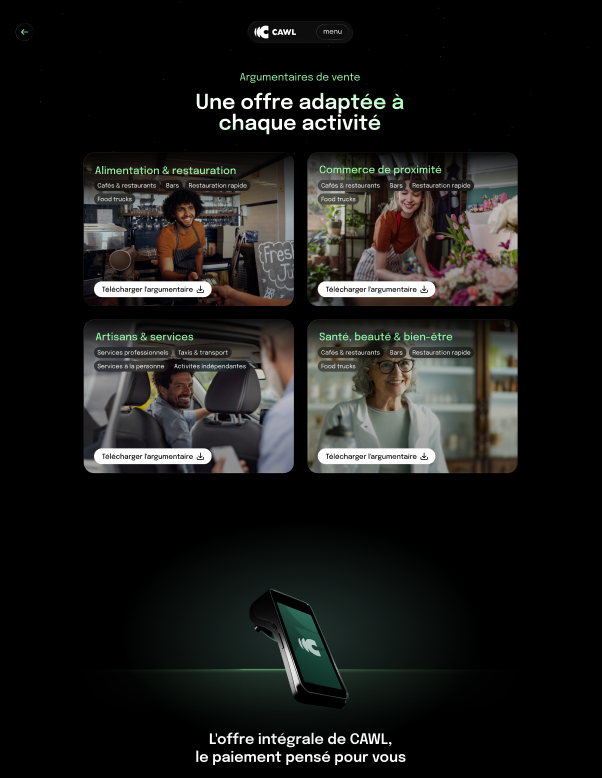 CAWL
menu
Argumentaires de vente
Une offre adaptée à
chaque activité
Alimentation & restauration
Cafés & restaurants Bars Restauration rapide
Food trucks
Fresh
Ju
Télécharger l'argumentaire
Commerce de proximité
Cafés & restaurants Bars Restauration rapide
Food trucks
Télécharger l'argumentaire
Artisans & services
Services professionnels Taxis & transport
Services à la personne Activités indépendantes
Télécharger l'argumentaire
Santé, beauté & bien-être
Cafés & restaurants Bars Restauration rapide
Food trucks
Télécharger l'argumentaire
L'offre intégrale de CAWL,
le paiement pensé pour vous